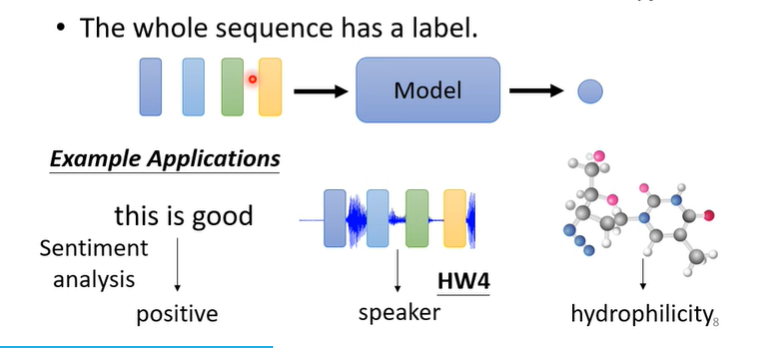 • The whole sequence has a label.
Model
Example Applications
this is good
Sentiment
analysis
positive
HW4
speaker
hydrophilicity
8